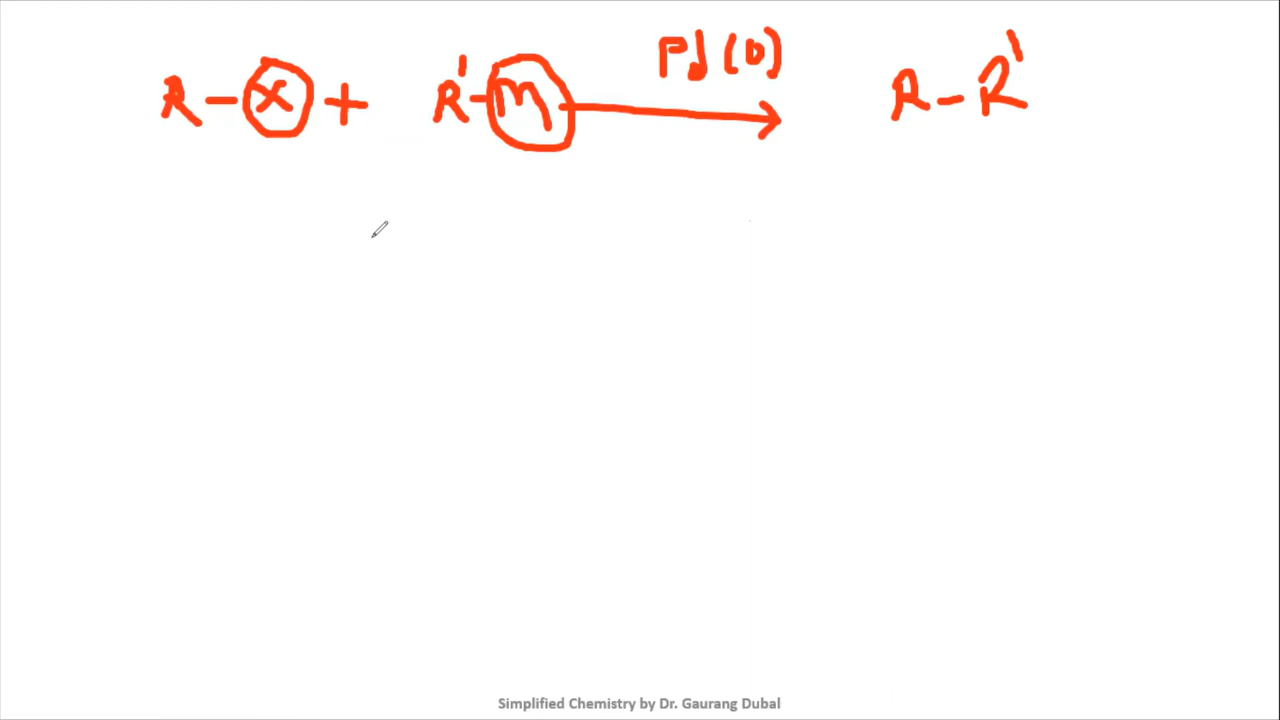 R-X + R'-M Pd(0) R-R'
Simplified Chemistry by Dr. Gaurang Dubal